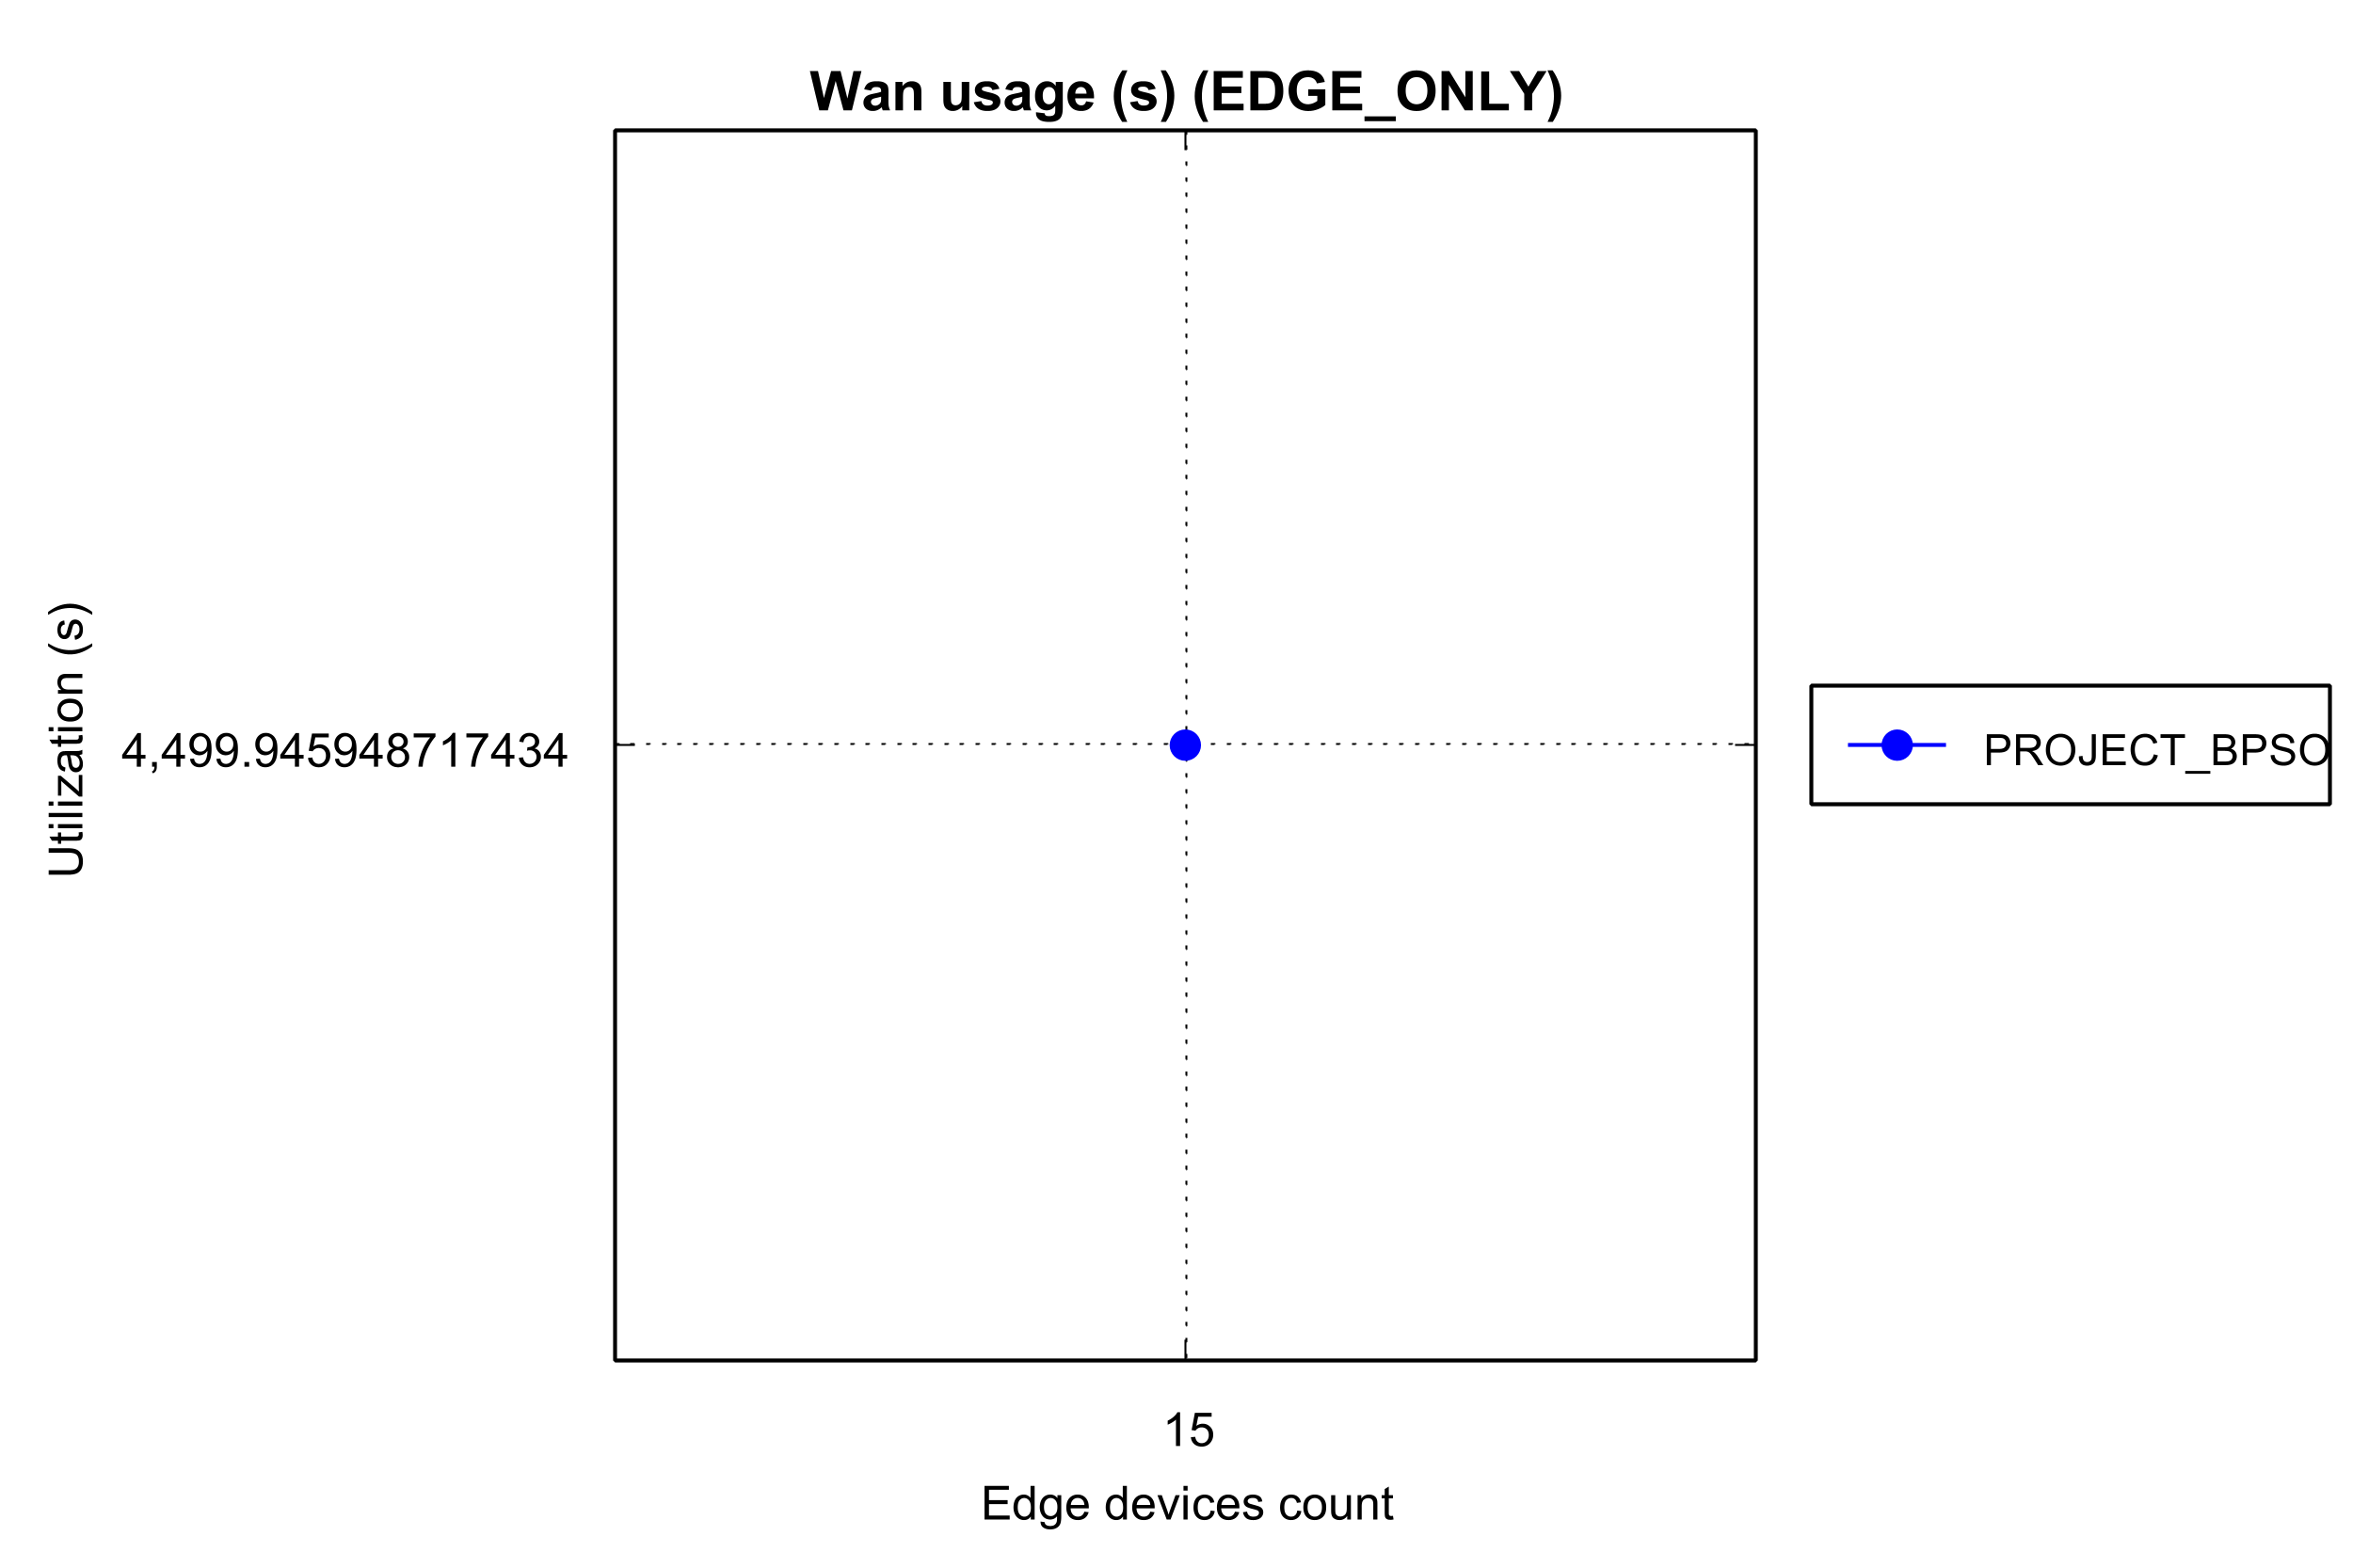 Wan usage (s) (EDGE_ONLY)
Utilization (s)
4,499.945948717434
PROJECT_BPSO
15
Edge devices count